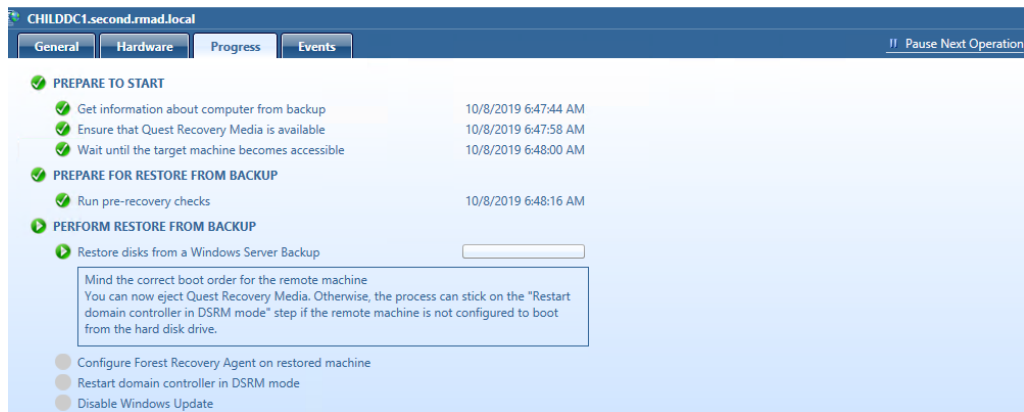 CHILDDC1.second.rmad.local
General Hardware Progress Events Pause Next Operation
PREPARE TO START
Get information about computer from backup 10/8/2019 6:47:44 AM
Ensure that Quest Recovery Media is available 10/8/2019 6:47:58 AM
Wait until the target machine becomes accessible 10/8/2019 6:48:00 AM
PREPARE FOR RESTORE FROM BACKUP
Run pre-recovery checks 10/8/2019 6:48:16 AM
PERFORM RESTORE FROM BACKUP
Restore disks from a Windows Server Backup
Mind the correct boot order for the remote machine
You can now eject Quest Recovery Media. Otherwise, the process can stick on the "Restart
domain controller in DSRM mode" step if the remote machine is not configured to boot
from the hard disk drive.
Configure Forest Recovery Agent on restored machine
Restart domain controller in DSRM mode
Disable Windows Update